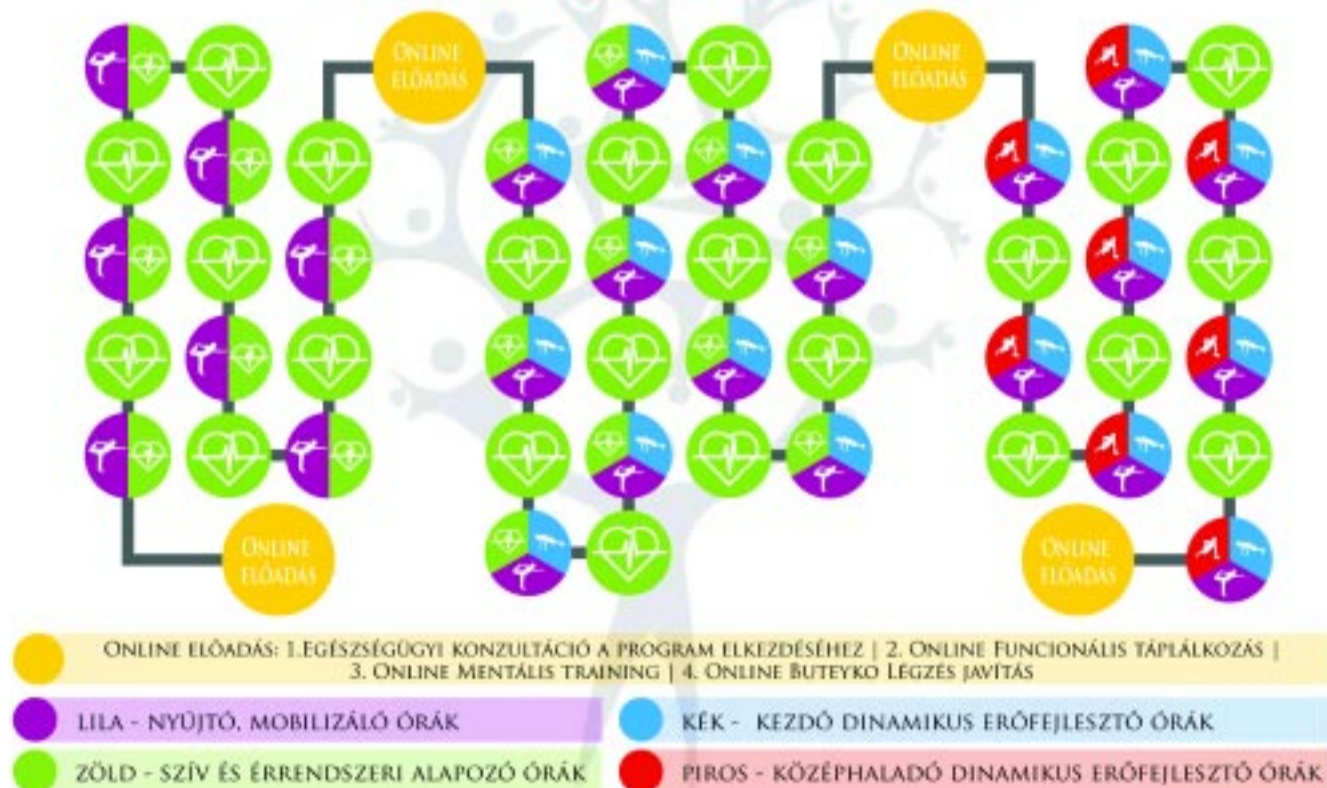 ONLINE
ELŐADÁS
ONLINE
ELŐADÁS
ONLINE
ELŐADÁS
ONLINE
ELŐADÁS
ONLINE ELŐADÁS: 1.EGÉSZSÉGÜGYI KONZULTÁCIÓ A PROGRAM ELKEZDÉSÉHEZ | 2. ONLINE FUNCIONÁLIS TÁPLÁLKOZÁS |
3. ONLINE MENTÁLIS TRAINING | 4. ONLINE BUTEYKO LÉGZÉS JAVÍTÁS
LILA - NYÚJTÓ, MOBILIZÁLÓ ÓRÁK
KÉK - KEZDŐ DINAMIKUS ERŐFEJLESZTŐ ÓRÁK
ZÖLD - SZÍV ÉS ÉRRENDSZERI ALAPOZÓ ÓRÁK
PIROS - KÖZÉPHALADÓ DINAMIKUS ERŐFEJLESZTŐ ÓRÁK